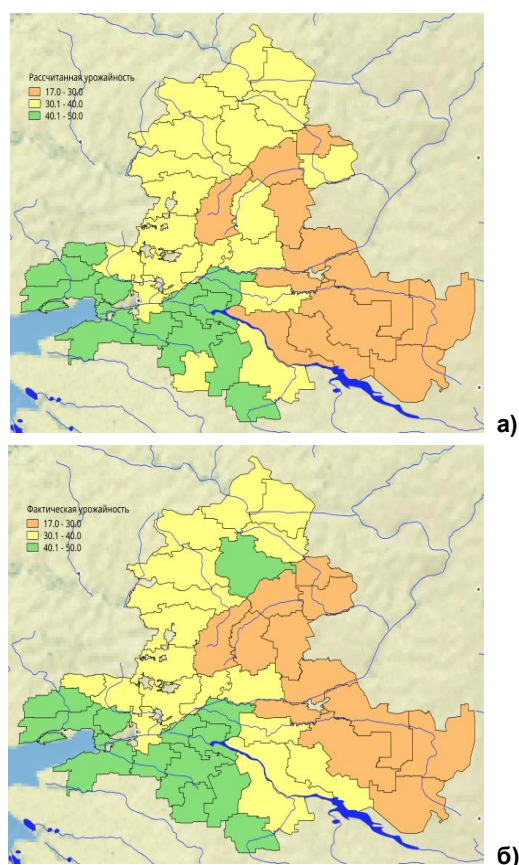 Рассчитанная урожайность
17.0 - 30.0
30.1 - 40.0
40.1 - 50.0
а)
Фактическая урожайность
17.0 - 30.0
30.1 - 40.0
40.1 - 50.0
б)